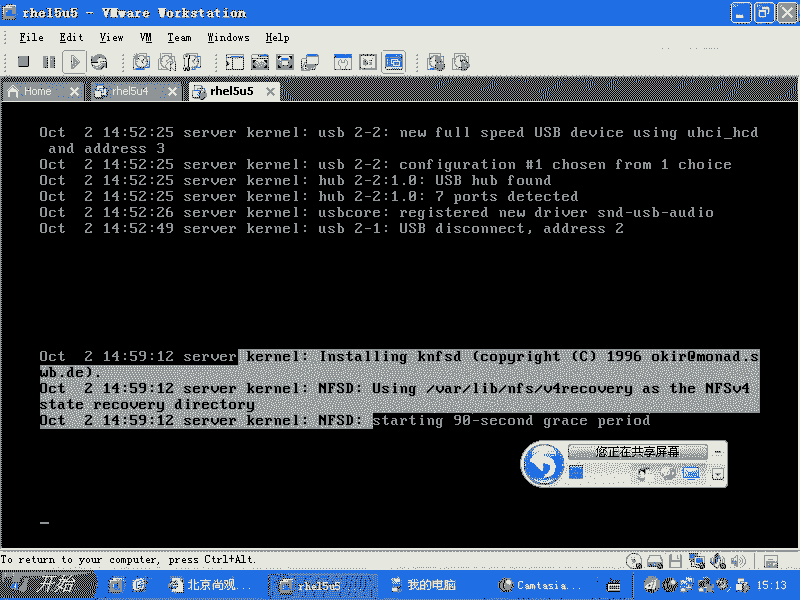 rhel5u5 - VMware Workstation
File Edit View VM Team Windows Help
Home rhel5u4 rhel5u5
Oct  2 14:52:25 server kernel: usb 2-2: new full speed USB device using uhci_hcd
and address 3
Oct  2 14:52:25 server kernel: usb 2-2: configuration #1 chosen from 1 choice
Oct  2 14:52:25 server kernel: hub 2-2:1.0: USB hub found
Oct  2 14:52:25 server kernel: hub 2-2:1.0: 7 ports detected
Oct  2 14:52:26 server kernel: usbcore: registered new driver snd-usb-audio
Oct  2 14:52:49 server kernel: usb 2-1: USB disconnect, address 2
Oct  2 14:59:12 server kernel: Installing knfsd (copyright (C) 1996 okir@monad.s
wb.de).
Oct  2 14:59:12 server kernel: NFSD: Using /var/lib/nfs/v4recovery as the NFSv4
state recovery directory
Oct  2 14:59:12 server kernel: NFSD: starting 90-second grace period
您正在共享屏幕
To return to your computer, press Ctrl+Alt.
开始 北京尚观... rhel5u5 我的电脑 Camtasia... 15:13